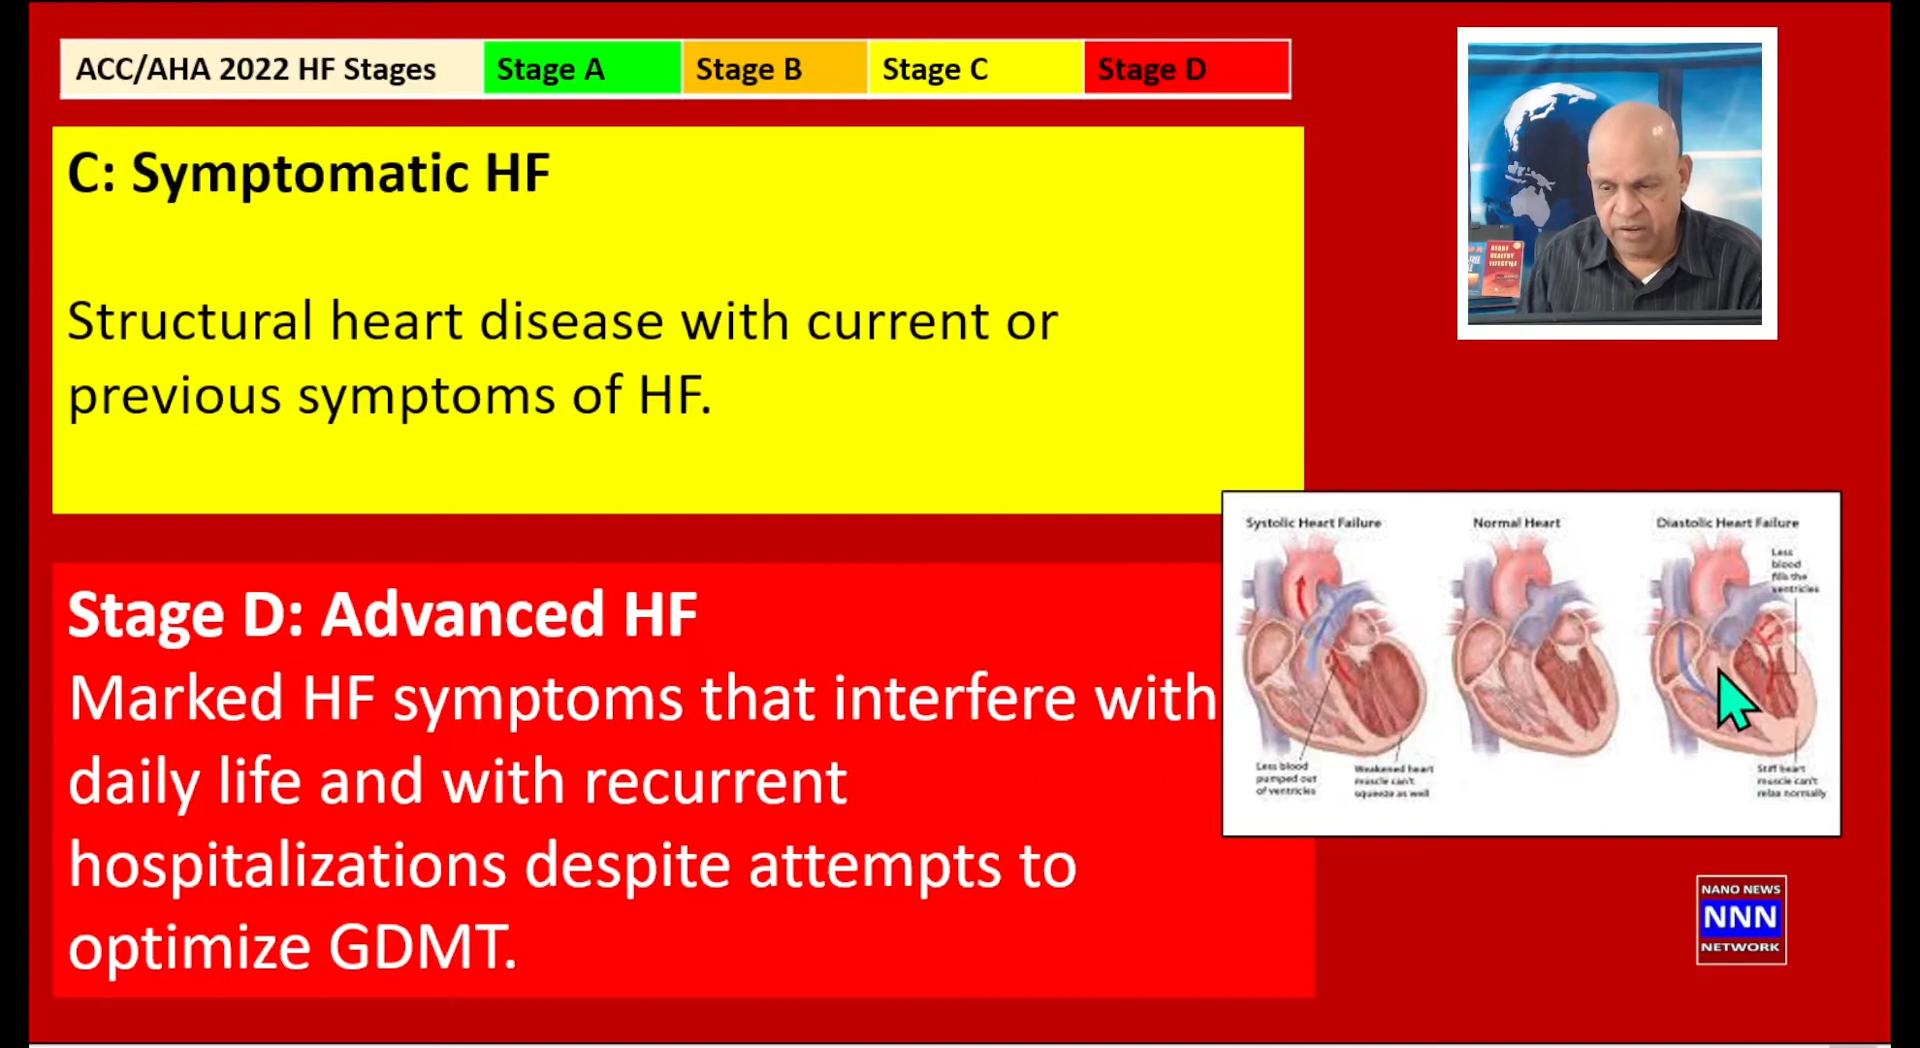 ACC/AHA 2022 HF Stages Stage A Stage B Stage C Stage D
C: Symptomatic HF
Structural heart disease with current or
previous symptoms of HF.
Stage D: Advanced HF
Marked HF symptoms that interfere with
daily life and with recurrent
hospitalizations despite attempts to
optimize GDMT.
HEART
HEALTHY
LIFESTYLE
Systolic Heart Failure
Normal Heart
Diastolic Heart Failure
Less
blood
fills the
ventricles
Less blood
pumped out
of ventricles
Weakened heart
muscle can't
squeeze as well
Stiff heart
muscle can't
relax normally
NANO NEWS
NNN
NETWORK